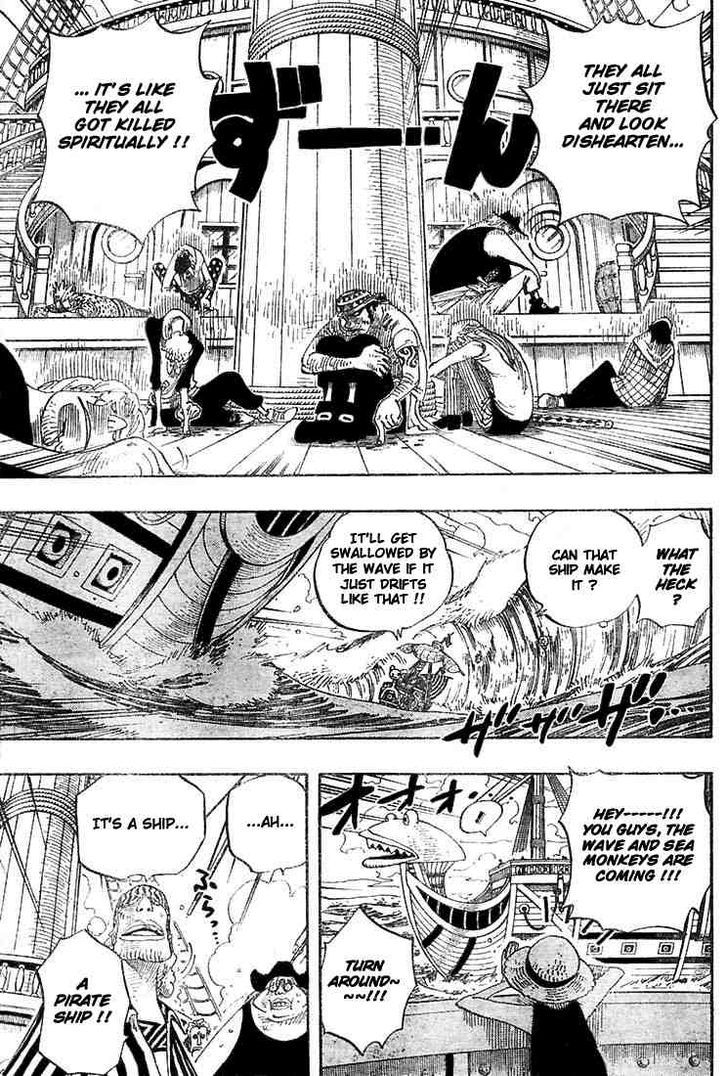 THEY ALL
JUST SIT
THERE
AND LOOK
DISHEARTEN...
ず――ん
... IT'S LIKE
THEY ALL
GOT KILLED
SPIRITUALLY !!
WHAT
THE
HECK
?
CAN THAT
SHIP MAKE
IT ?
IT'LL GET
SWALLOWED BY
THE WAVE IF IT
JUST DRIFTS
LIKE THAT !!
ザザザ...
HEY-----!!!
YOU GUYS, THE
WAVE AND SEA
MONKEYS ARE
COMING !!!
オオオ
TURN
AROUND~
~~!!!
...AH...
IT'S A SHIP...
ふら...
A
PIRATE
SHIP !!